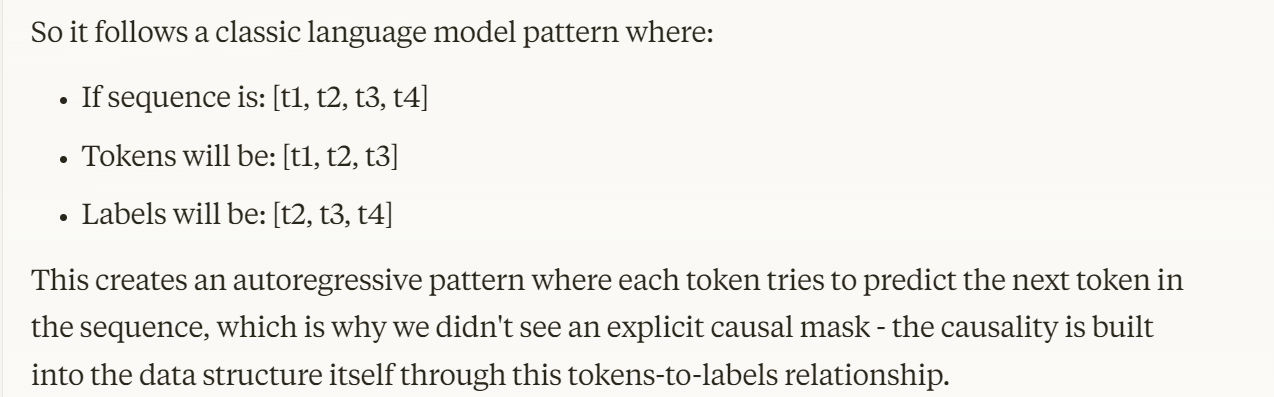 So it follows a classic language model pattern where:
• If sequence is: [t1, t2, t3, t4]
• Tokens will be: [t1, t2, t3]
• Labels will be: [t2, t3, t4]
This creates an autoregressive pattern where each token tries to predict the next token in
the sequence, which is why we didn't see an explicit causal mask - the causality is built
into the data structure itself through this tokens-to-labels relationship.